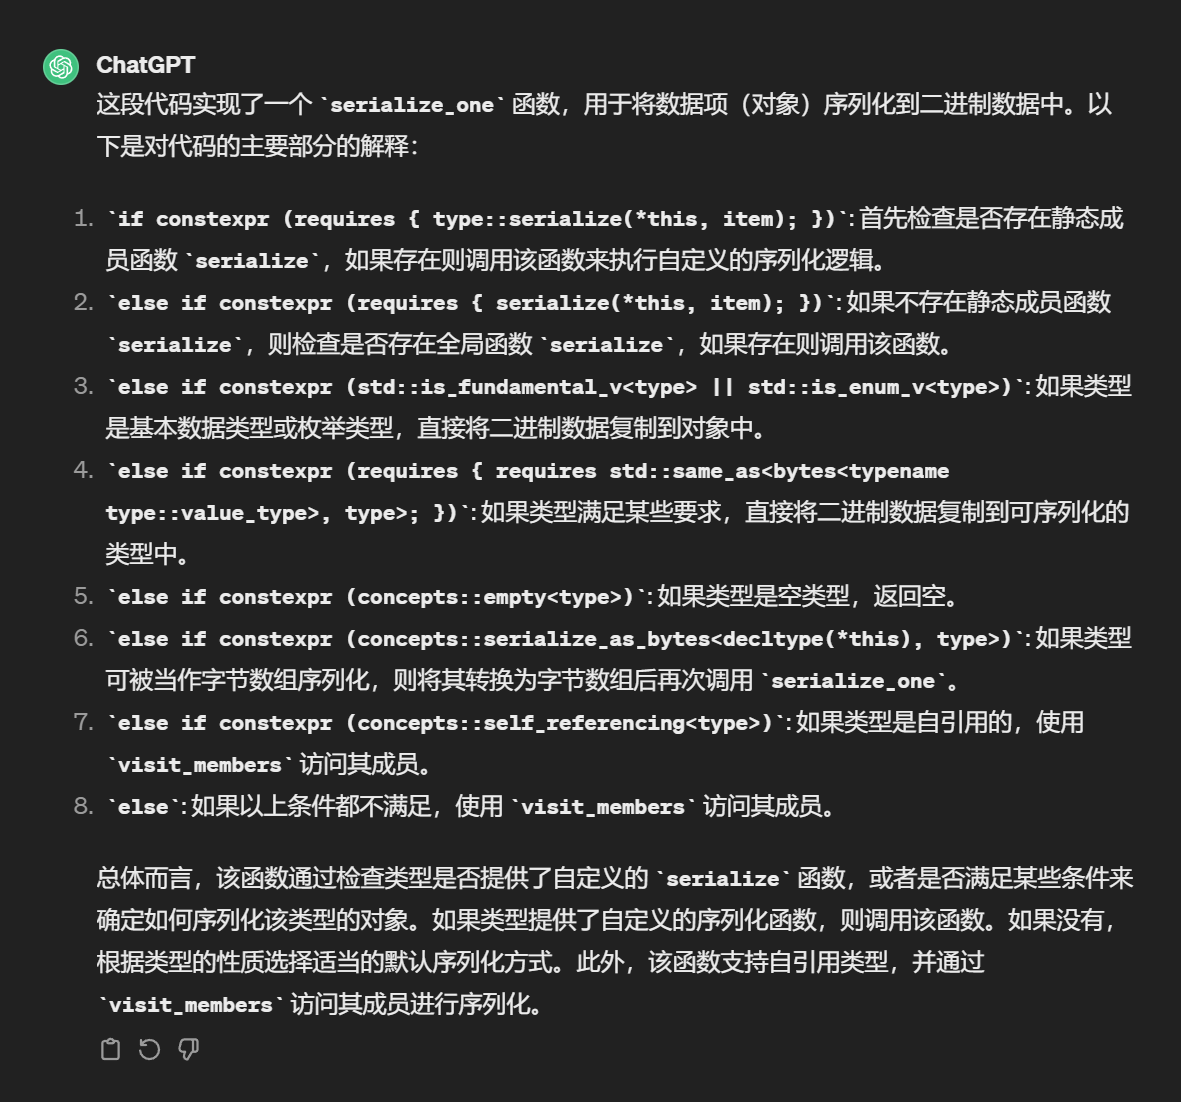 ChatGPT
这段代码实现了一个 `serialize_one` 函数，用于将数据项（对象）序列化到二进制数据中。以
下是对代码的主要部分的解释：
1. `if constexpr (requires { type::serialize(*this, item); })`: 首先检查是否存在静态成
员函数 `serialize`，如果存在则调用该函数来执行自定义的序列化逻辑。
2. `else if constexpr (requires { serialize(*this, item); })`: 如果不存在静态成员函数
`serialize`，则检查是否存在全局函数 `serialize`，如果存在则调用该函数。
3. `else if constexpr (std::is_fundamental_v<type> || std::is_enum_v<type>)`: 如果类型
是基本数据类型或枚举类型，直接将二进制数据复制到对象中。
4. `else if constexpr (requires { requires std::same_as<bytes<typename
type::value_type>, type>; })`: 如果类型满足某些要求，直接将二进制数据复制到可序列化的
类型中。
5. `else if constexpr (concepts::empty<type>)`: 如果类型是空类型，返回空。
6. `else if constexpr (concepts::serialize_as_bytes<decltype(*this), type>)`: 如果类型
可被当作字节数组序列化，则将其转换为字节数组后再次调用 `serialize_one`。
7. `else if constexpr (concepts::self_referencing<type>)`: 如果类型是自引用的，使用
`visit_members` 访问其成员。
8. `else`: 如果以上条件都不满足，使用 `visit_members` 访问其成员。
总体而言，该函数通过检查类型是否提供了自定义的 `serialize` 函数，或者是否满足某些条件来
确定如何序列化该类型的对象。如果类型提供了自定义的序列化函数，则调用该函数。如果没有，
根据类型的性质选择适当的默认序列化方式。此外，该函数支持自引用类型，并通过
`visit_members` 访问其成员进行序列化。